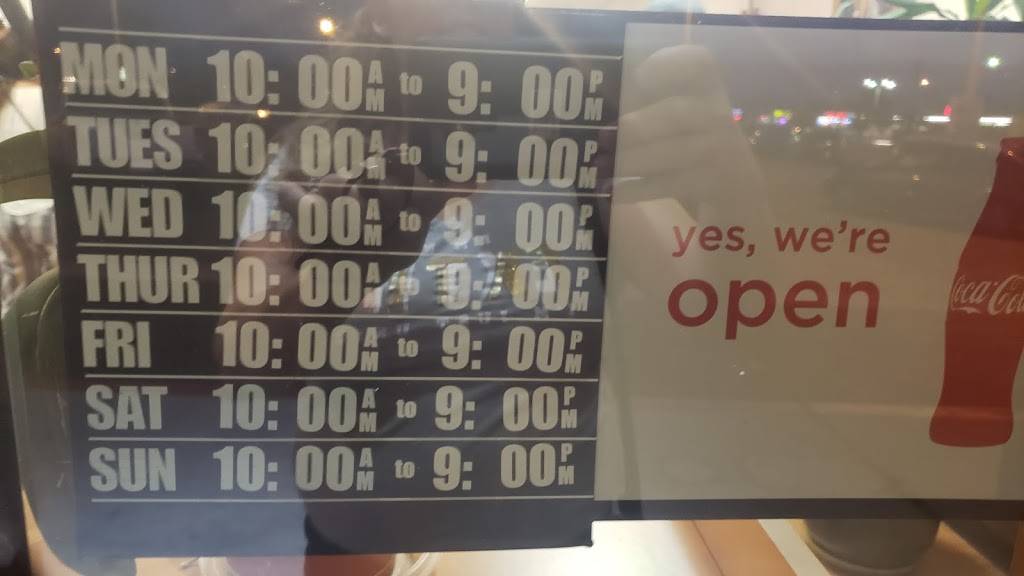 MON 10: 00AM to 9: 00PM
TUES 10: 00AM to 9: 00PM
WED 10: 00AM to 9: 00PM
THUR 10: 00AM to 9: 00PM
FRI 10: 00AM to 9: 00PM
SAT 10: 00AM to 9: 00PM
SUN 10: 00AM to 9: 00PM
yes, we're
open
Coca-Cola